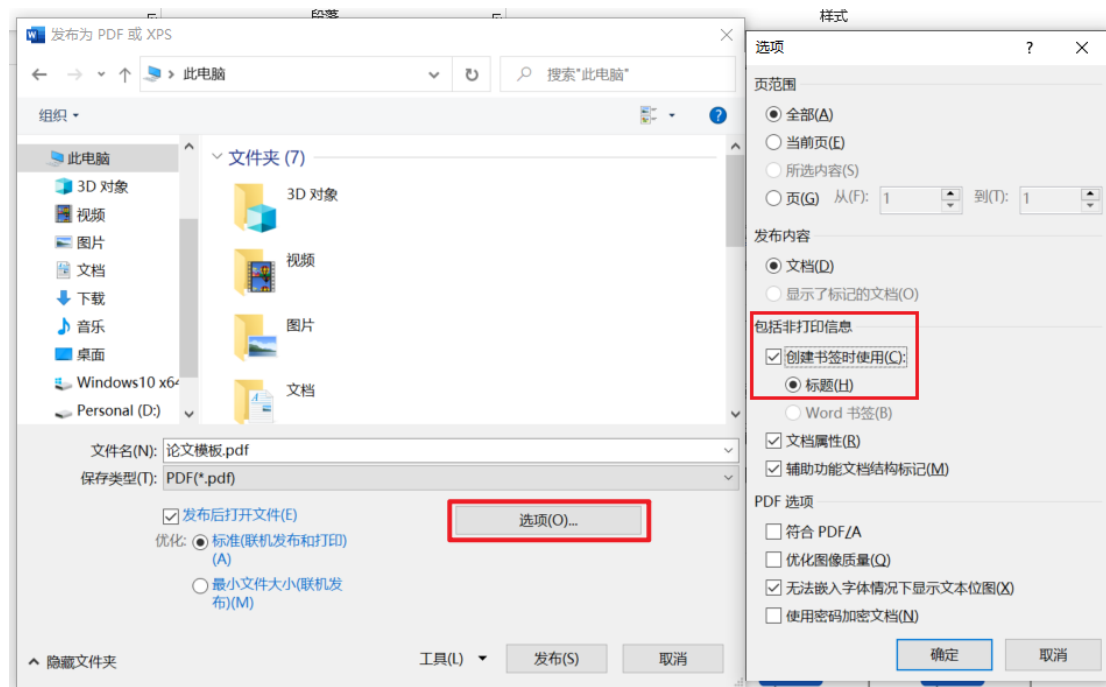 段落
样式
发布为 PDF 或 XPS
此电脑
搜索"此电脑"
组织
此电脑
3D 对象
视频
图片
文档
下载
音乐
桌面
Windows10 x64
Personal (D:)
文件夹 (7)
3D 对象
视频
图片
文档
文件名(N): 论文模板.pdf
保存类型(T): PDF(*.pdf)
发布后打开文件(E)
优化: 标准(联机发布和打印)
(A)
最小文件大小(联机发
布)(M)
选项(O)...
隐藏文件夹
工具(L)
发布(S)
取消
选项
?
页范围
全部(A)
当前页(E)
所选内容(S)
页(G) 从(F): 1 到(T): 1
发布内容
文档(D)
显示了标记的文档(O)
包括非打印信息
创建书签时使用(C):
标题(H)
Word 书签(B)
文档属性(R)
辅助功能文档结构标记(M)
PDF 选项
符合 PDF/A
优化图像质量(Q)
无法嵌入字体情况下显示文本位图(X)
使用密码加密文档(N)
确定
取消